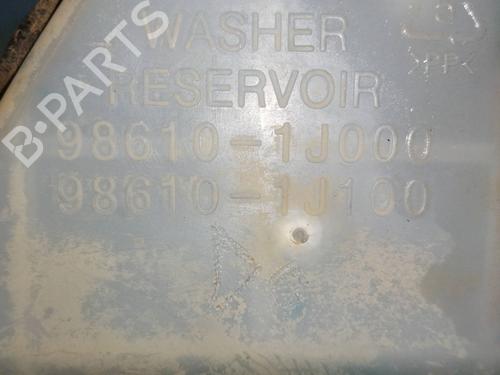 WASHER
RESERVOIR
>PP<
98610-1J000
98610-1J100
B-PARTS